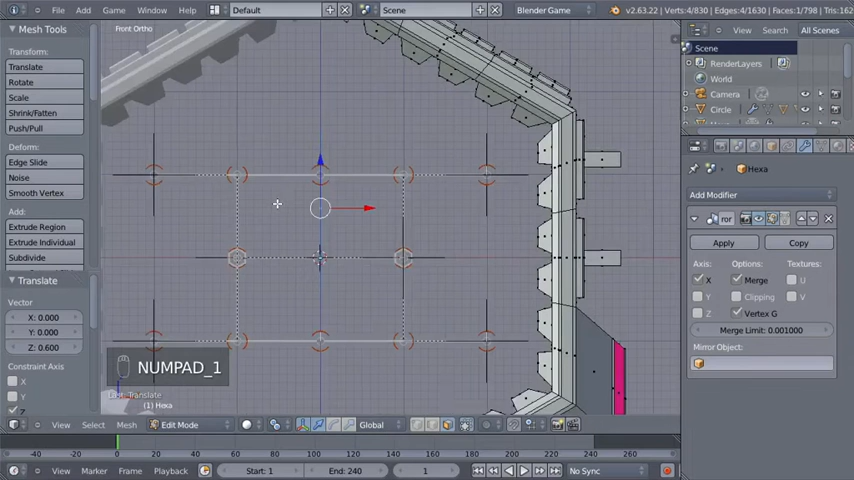 File Add Window Help Default Scene Blender Game v2.63.22 | Verts:4/830 | Edges:4/1630 | Faces:1/798 | Tris:162
Mesh Tools
Transform:
Translate
Rotate
Scale
Shrink/Fatten
Push/Pull
Deform:
Edge Slide
Noise
Smooth Vertex
Add:
Extrude Region
Extrude Individual
Subdivide
Translate
Vector
X: 0.000
Y: 0.000
Z: 0.600
Constraint Axis
X
Y
Z
Front Ortho
NUMPAD_1
Last: Translate
(1) Hexa
View Search All Scenes
Scene
RenderLayers
World
Camera
Circle
Hexa
Add Modifier
Apply Copy
Axis: Options: Textures:
X Merge U
Y Clipping V
Z Vertex G
Merge Limit: 0.001000
Mirror Object:
View Select Mesh Edit Mode Global
-40 -20 0 20 40 60 80 100 120 140 160 180 200 220 240 260
View Marker Frame Playback Start: 1 End: 240 1 No Sync